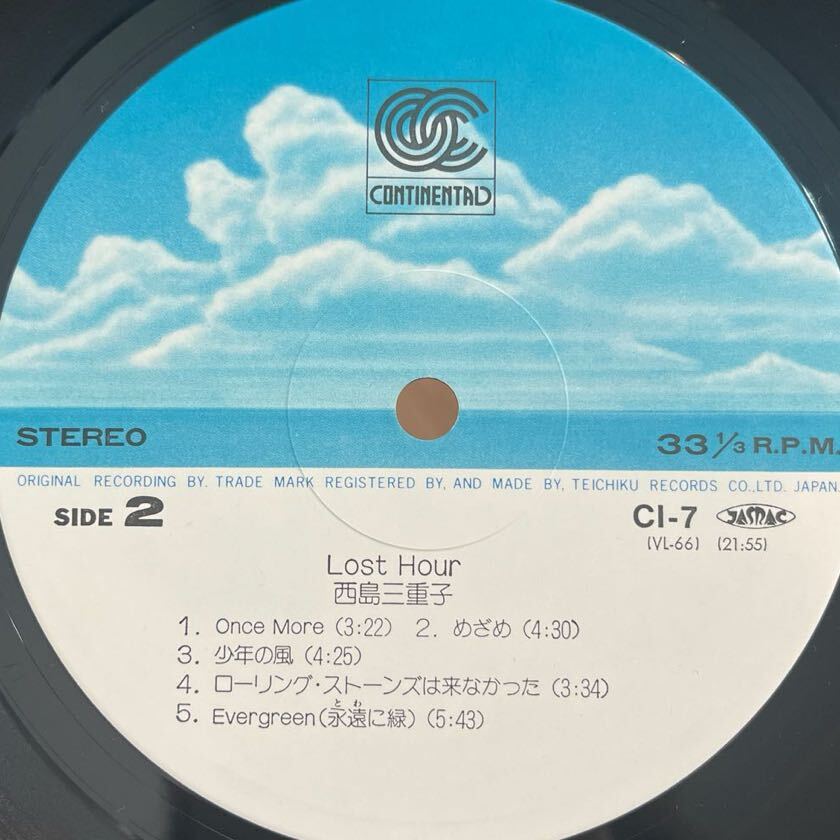 CONTINENTAL
STEREO
33 1/3 R.P.M.
ORIGINAL RECORDING BY. TRADE MARK REGISTERED BY, AND MADE BY, TEICHIKU RECORDS CO.,LTD. JAPAN.
SIDE 2
CI-7 JASRAC
(VL-66) (21:55)
Lost Hour
西島三重子
1. Once More (3:22) 2. めざめ (4:30)
3. 少年の風 (4:25)
4. ローリング・ストーンズは来なかった (3:34)
とわ
5. Evergreen(永遠に緑) (5:43)